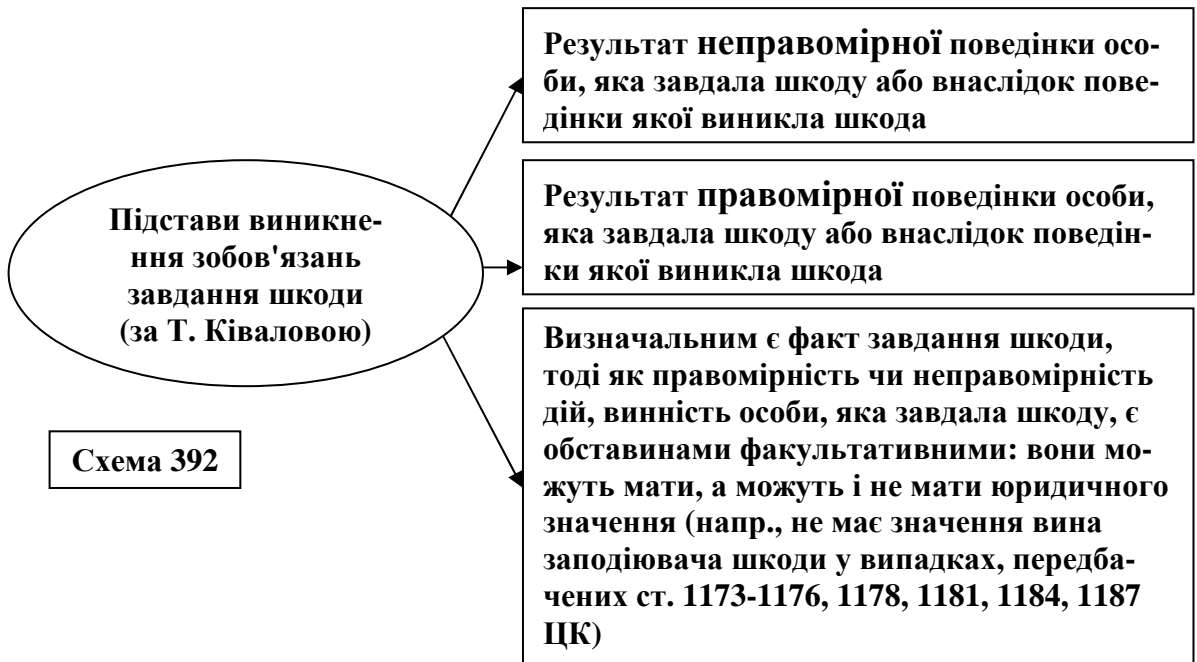 Результат неправомірної поведінки осо-
би, яка завдала шкоду або внаслідок пове-
дінки якої виникла шкода
Підстави виникне-
ння зобов'язань
завдання шкоди
(за Т. Ківаловою)
Результат правомірної поведінки особи,
яка завдала шкоду або внаслідок поведін-
ки якої виникла шкода
Визначальним є факт завдання шкоди,
тоді як правомірність чи неправомірність
дій, винність особи, яка завдала шкоду, є
обставинами факультативними: вони мо-
жуть мати, а можуть і не мати юридичного
значення (напр., не має значення вина
заподіювача шкоди у випадках, передба-
чених ст. 1173-1176, 1178, 1181, 1184, 1187
ЦК)
Схема 392